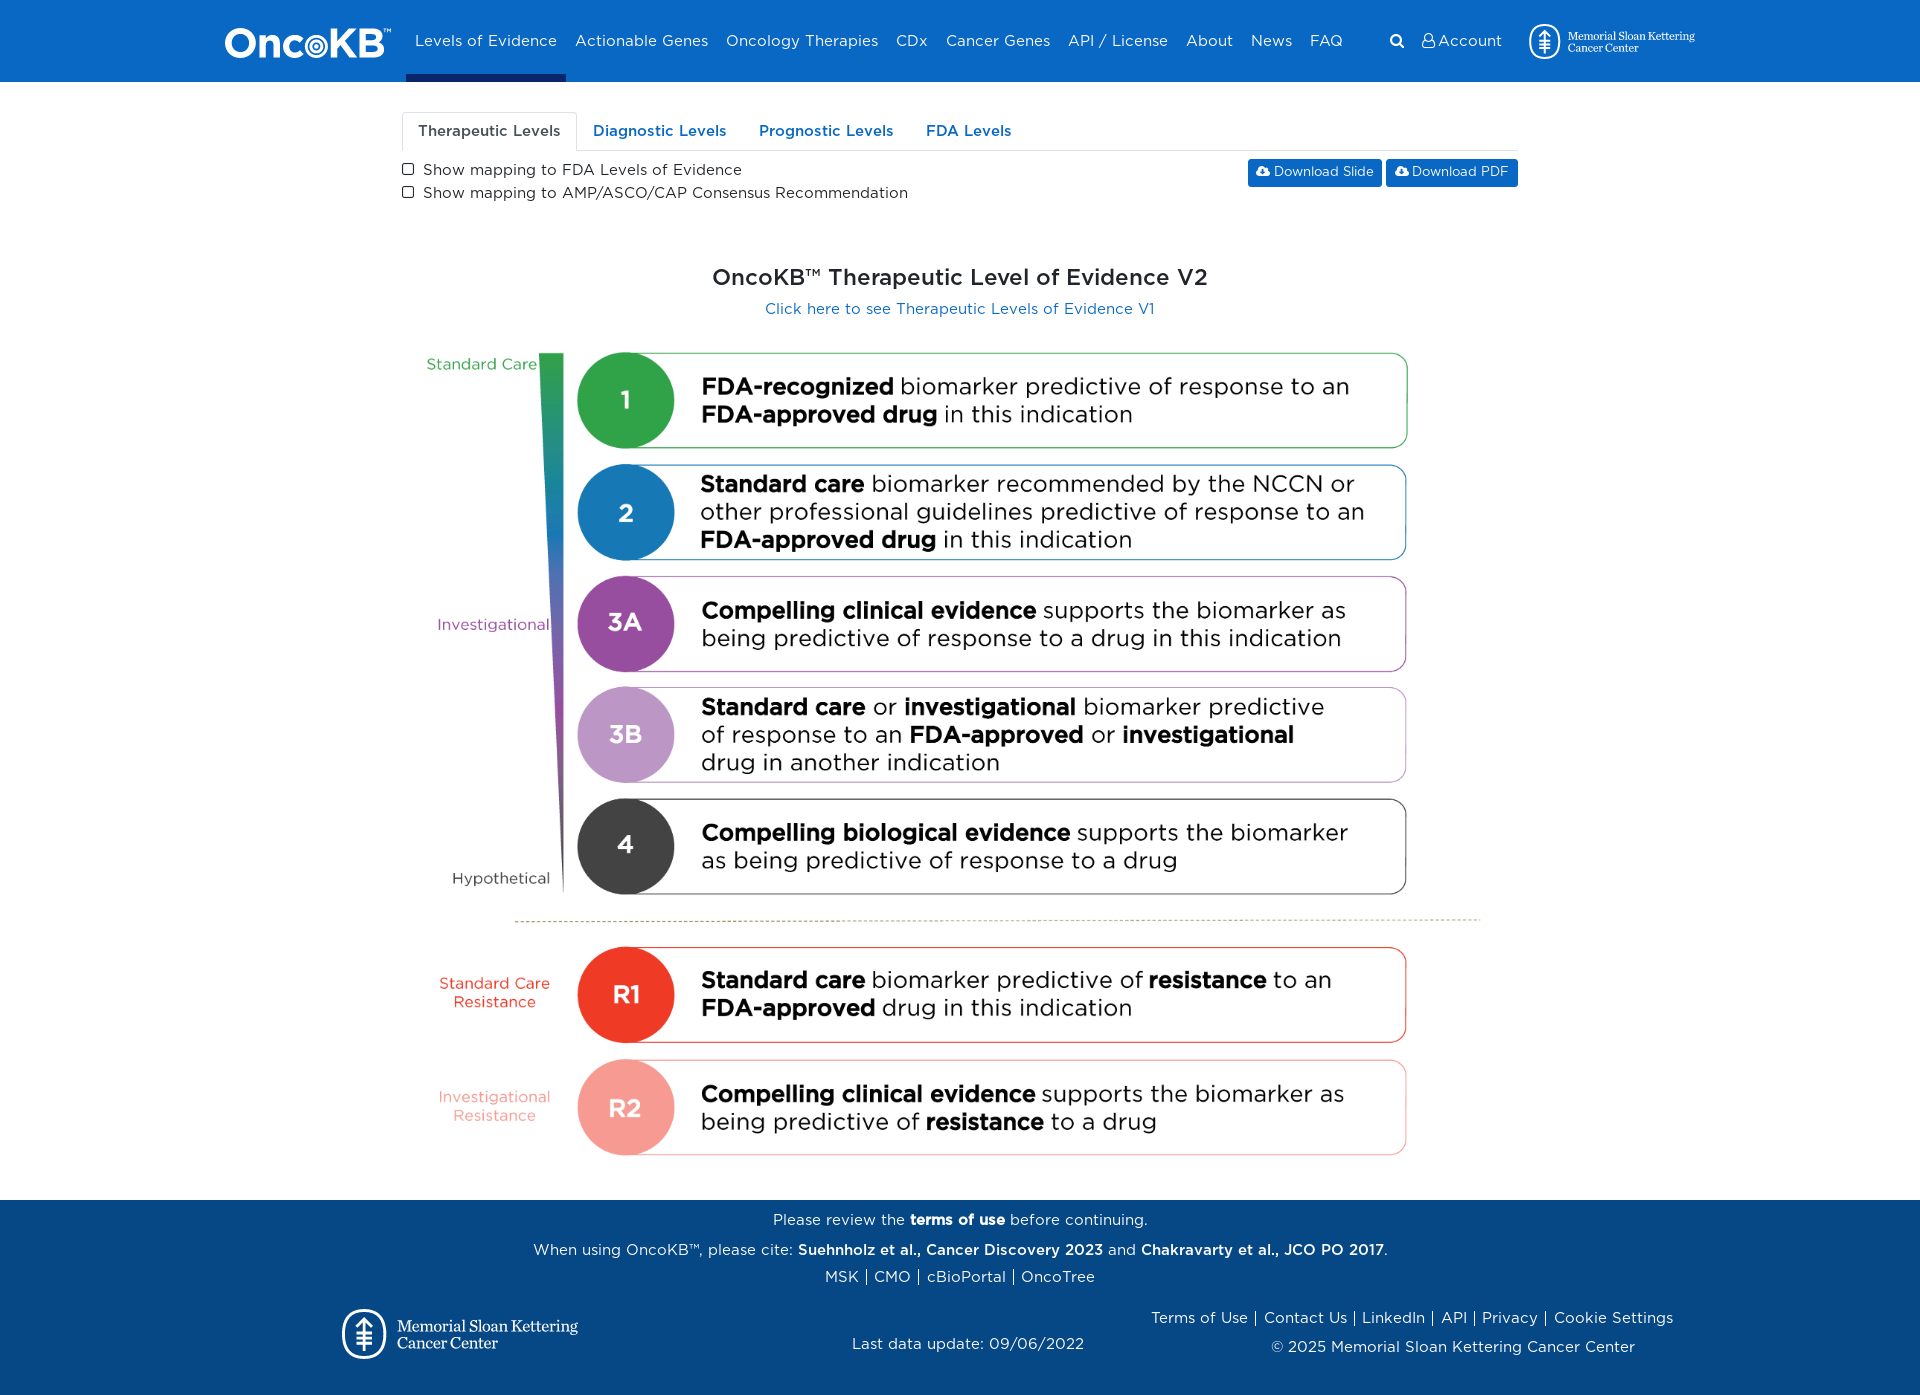 OncoKB™ Levels of Evidence Actionable Genes Oncology Therapies CDx Cancer Genes API / License About News FAQ Account Memorial Sloan Kettering
Cancer Center
Therapeutic Levels Diagnostic Levels Prognostic Levels FDA Levels
Show mapping to FDA Levels of Evidence
Download Slide Download PDF
Show mapping to AMP/ASCO/CAP Consensus Recommendation
OncoKB™ Therapeutic Level of Evidence V2
Click here to see Therapeutic Levels of Evidence V1
Standard Care
1
FDA-recognized biomarker predictive of response to an
FDA-approved drug in this indication
2
Standard care biomarker recommended by the NCCN or
other professional guidelines predictive of response to an
FDA-approved drug in this indication
Investigational
3A
Compelling clinical evidence supports the biomarker as
being predictive of response to a drug in this indication
3B
Standard care or investigational biomarker predictive
of response to an FDA-approved or investigational
drug in another indication
4
Compelling biological evidence supports the biomarker
as being predictive of response to a drug
Hypothetical
Standard Care
Resistance
R1
Standard care biomarker predictive of resistance to an
FDA-approved drug in this indication
Investigational
Resistance
R2
Compelling clinical evidence supports the biomarker as
being predictive of resistance to a drug
Please review the terms of use before continuing.
When using OncoKB™, please cite: Suehnholz et al., Cancer Discovery 2023 and Chakravarty et al., JCO PO 2017.
MSK | CMO | cBioPortal | OncoTree
Memorial Sloan Kettering
Cancer Center
Last data update: 09/06/2022
Terms of Use | Contact Us | LinkedIn | API | Privacy | Cookie Settings
© 2025 Memorial Sloan Kettering Cancer Center